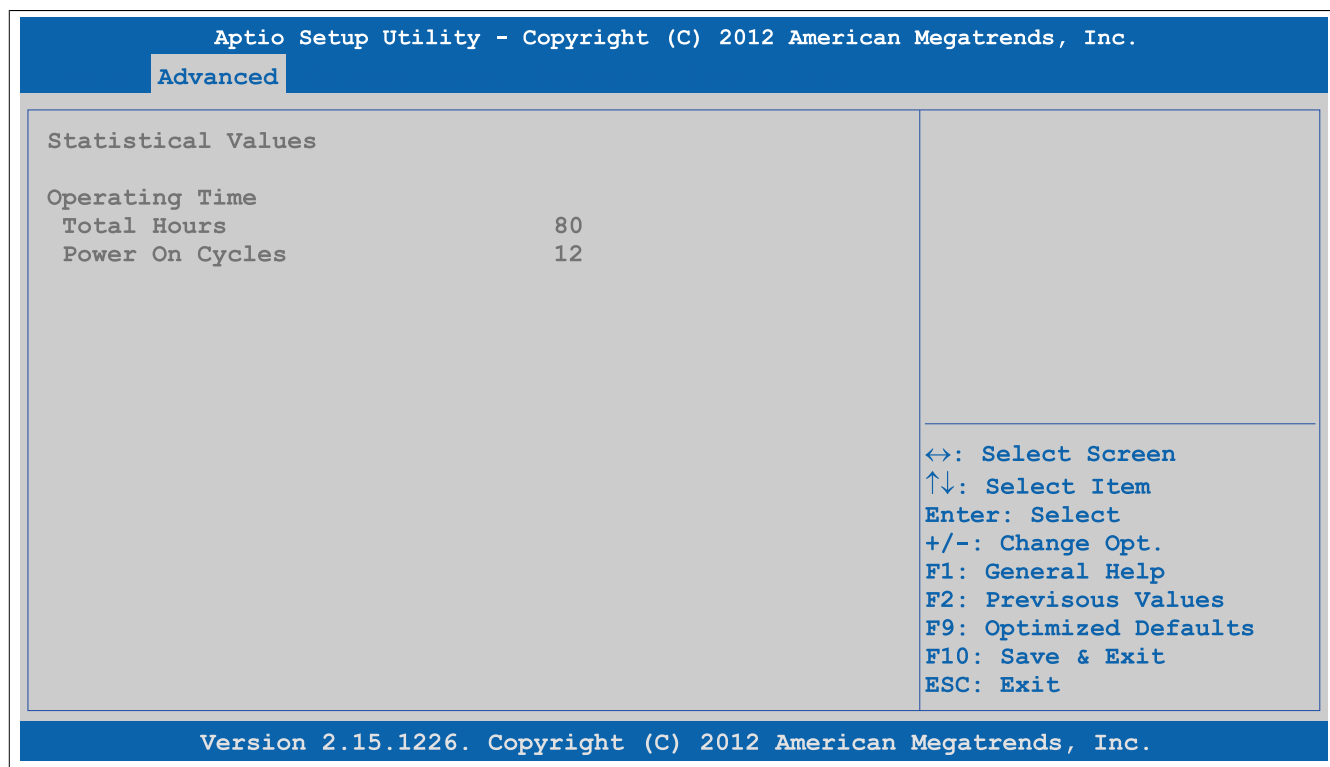 Aptio Setup Utility - Copyright (C) 2012 American Megatrends, Inc.
Advanced
Statistical Values
Operating Time
Total Hours 80
Power On Cycles 12
↔: Select Screen
↑↓: Select Item
Enter: Select
+/-: Change Opt.
F1: General Help
F2: Previsous Values
F9: Optimized Defaults
F10: Save & Exit
ESC: Exit
Version 2.15.1226. Copyright (C) 2012 American Megatrends, Inc.